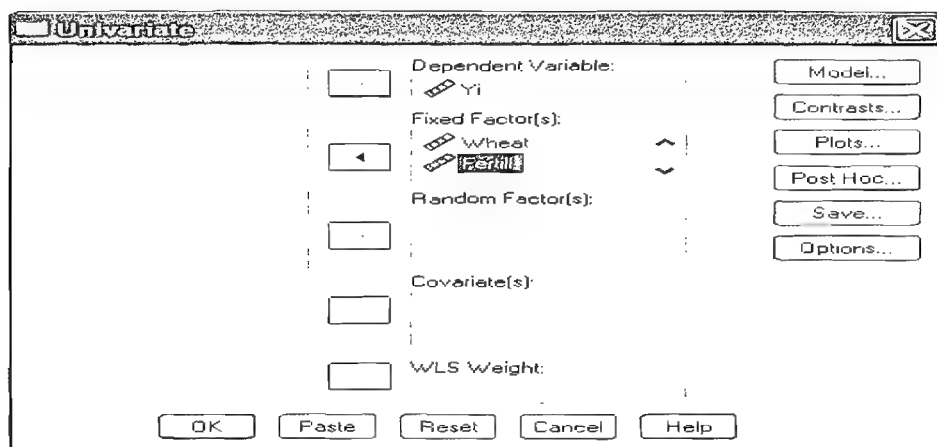 Univariate
Dependent Variable:
Yi
Fixed Factor(s):
Wheat
Fertili
Random Factor(s):
Covariate(s):
WLS Weight:
Model...
Contrasts...
Plots...
Post Hoc...
Save...
Options...
OK
Paste
Reset
Cancel
Help